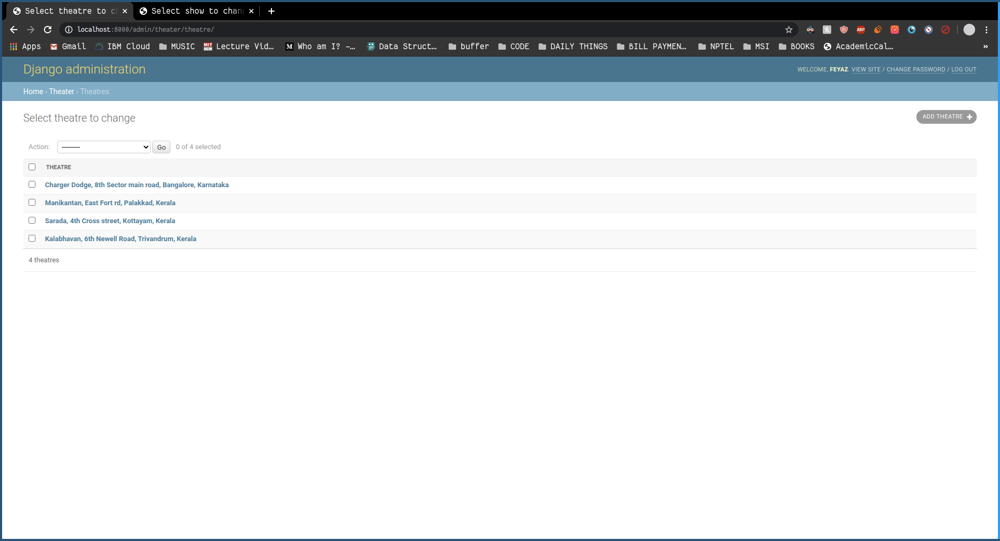 Select theatre to c
Select show to chan
localhost:8000/admin/theater/theatre/
ABP
Apps
Gmail
IBM Cloud
MUSIC
MIT OCW
Lecture Vid...
M
Who am I? -...
Data Struct...
buffer
CODE
DAILY THINGS
BILL PAYMEN...
NPTEL
MSI
BOOKS
AcademicCal...
»
Django administration
WELCOME, FEYAZ. VIEW SITE / CHANGE PASSWORD / LOG OUT
Home › Theater › Theatres
Select theatre to change
ADD THEATRE +
Action: --------- Go 0 of 4 selected
THEATRE
Charger Dodge, 8th Sector main road, Bangalore, Karnataka
Manikantan, East Fort rd, Palakkad, Kerala
Sarada, 4th Cross street, Kottayam, Kerala
Kalabhavan, 6th Newell Road, Trivandrum, Kerala
4 theatres